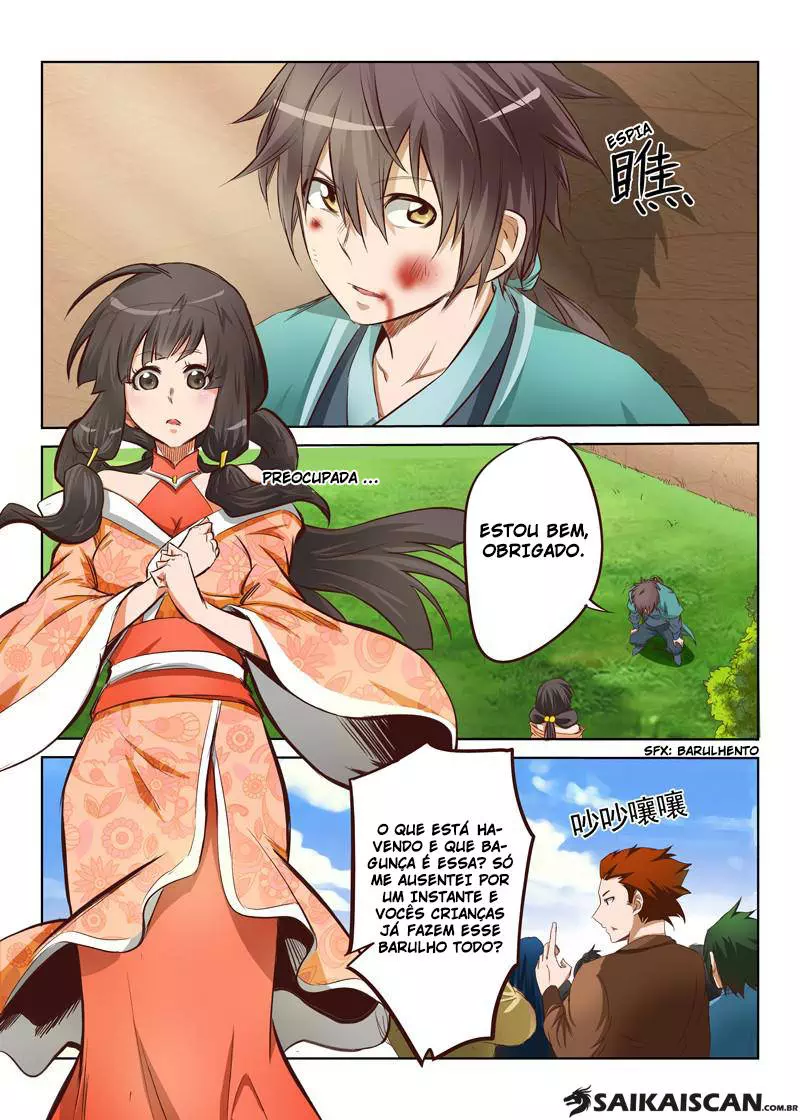 ESPIA
瞧
PREOCUPADA ...
ESTOU BEM,
OBRIGADO.
SFX: BARULHENTO
吵吵嚷嚷
O QUE ESTÁ HA-
VENDO E QUE BA-
GUNÇA É ESSA? SÓ
ME AUSENTEI POR
UM INSTANTE E
VOCÊS CRIANÇAS
JÁ FAZEM ESSE
BARULHO TODO?
SAIKAISCAN.COM.BR